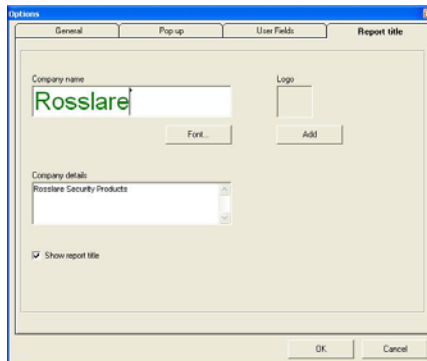 Options
General Pop up User Fields Report title
Company name Logo
Rosslare
Font... Add
Company details
Rosslare Security Products
Show report title
OK Cancel